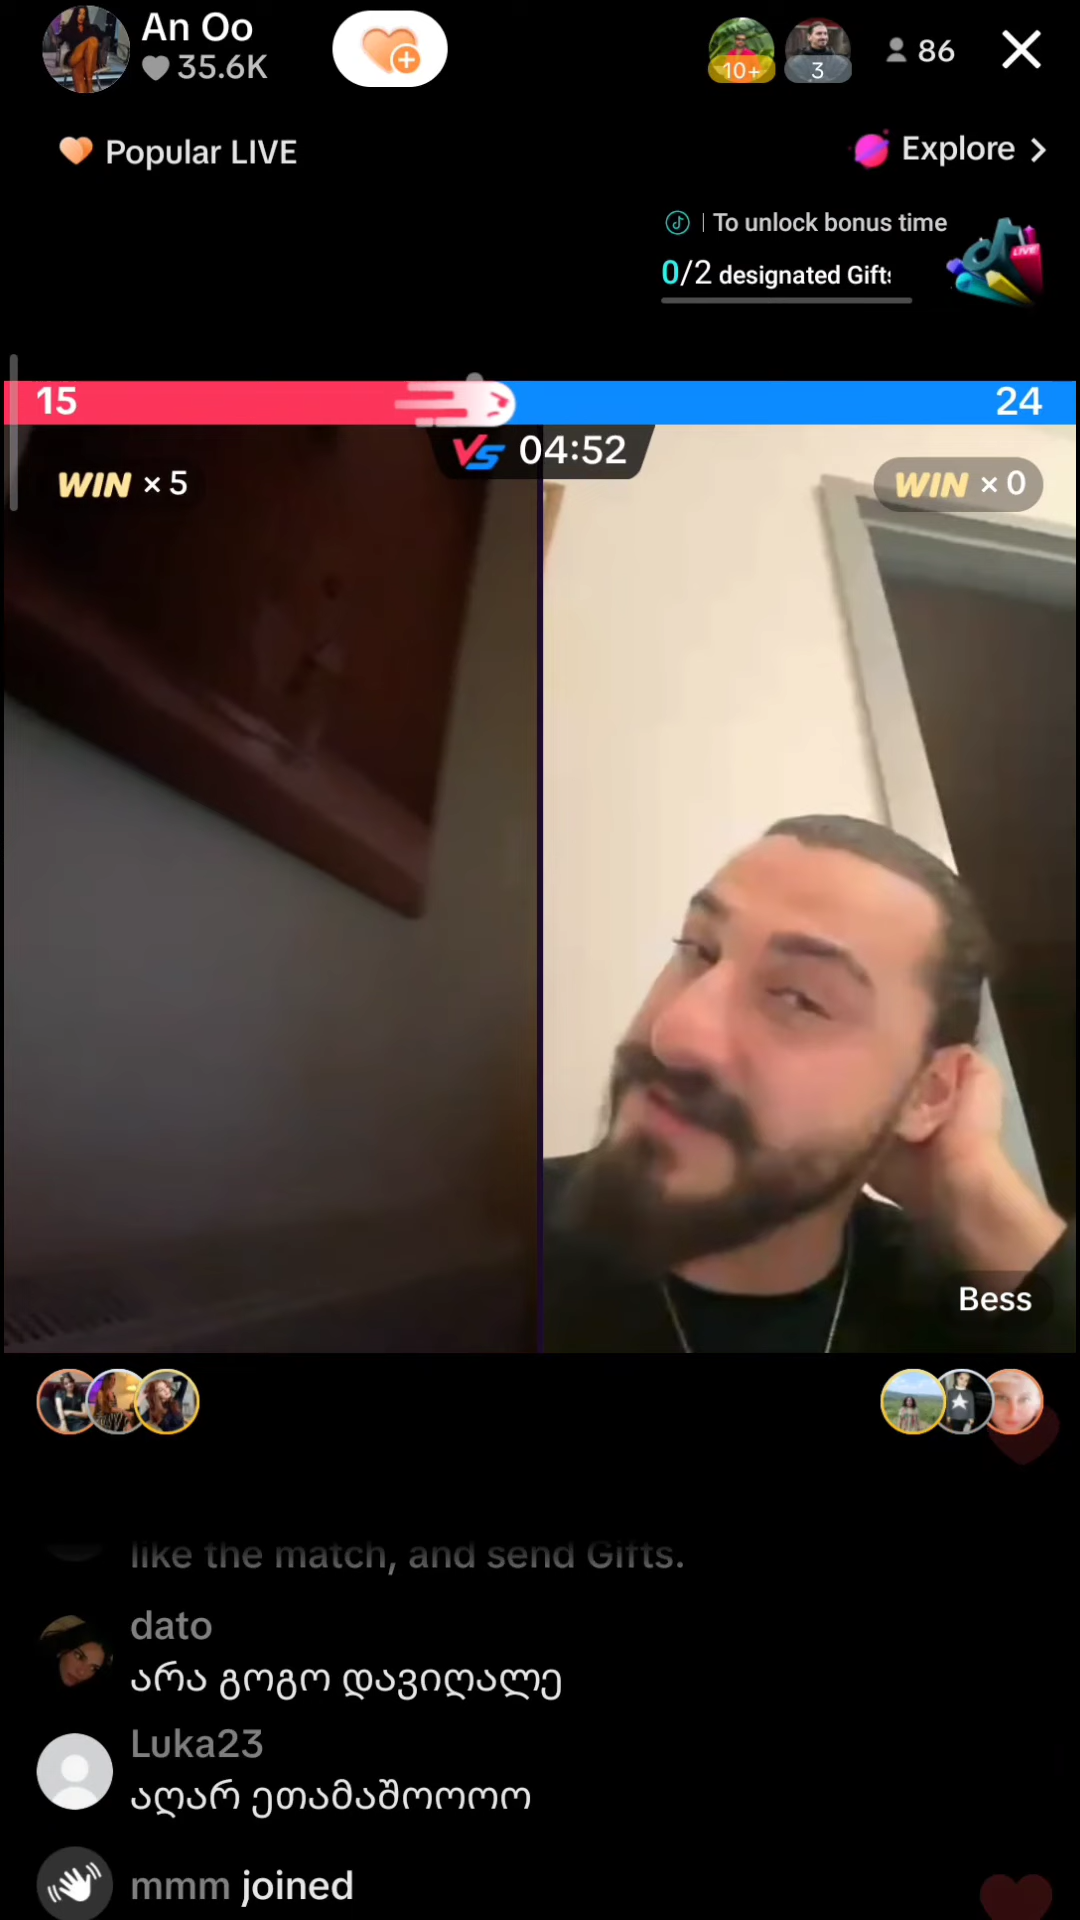 An Oo
35.6K
10+
3
86
Popular LIVE
Explore
To unlock bonus time
0/2 designated Gift
LIVE
15
24
VS 04:52
WIN × 5
WIN × 0
Bess
like the match, and send Gifts.
dato
არა გოგო დავიღალე
Luka23
აღარ ეთამაშოოოო
mmm joined